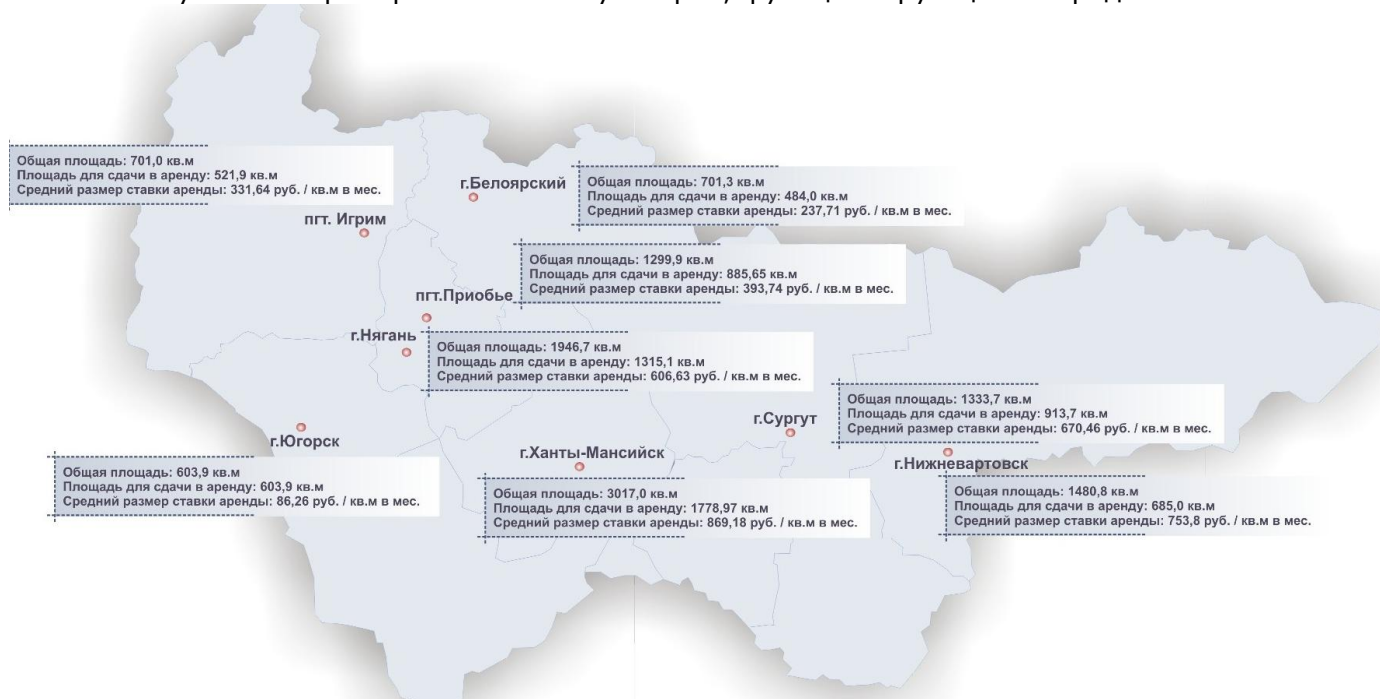 Общая площадь: 701,0 кв.м
Площадь для сдачи в аренду: 521,9 кв.м
Средний размер ставки аренды: 331,64 руб. / кв.м в мес.
пгт. Игрим
г.Белоярский
Общая площадь: 701,3 кв.м
Площадь для сдачи в аренду: 484,0 кв.м
Средний размер ставки аренды: 237,71 руб. / кв.м в мес.
Общая площадь: 1299,9 кв.м
Площадь для сдачи в аренду: 885,65 кв.м
Средний размер ставки аренды: 393,74 руб. / кв.м в мес.
пгт.Приобье
г.Нягань
Общая площадь: 1946,7 кв.м
Площадь для сдачи в аренду: 1315,1 кв.м
Средний размер ставки аренды: 606,63 руб. / кв.м в мес.
Общая площадь: 1333,7 кв.м
Площадь для сдачи в аренду: 913,7 кв.м
Средний размер ставки аренды: 670,46 руб. / кв.м в мес.
г.Сургут
г.Югорск
Общая площадь: 603,9 кв.м
Площадь для сдачи в аренду: 603,9 кв.м
Средний размер ставки аренды: 86,26 руб. / кв.м в мес.
г.Ханты-Мансийск
Общая площадь: 3017,0 кв.м
Площадь для сдачи в аренду: 1778,97 кв.м
Средний размер ставки аренды: 869,18 руб. / кв.м в мес.
г.Нижневартовск
Общая площадь: 1480,8 кв.м
Площадь для сдачи в аренду: 685,0 кв.м
Средний размер ставки аренды: 753,8 руб. / кв.м в мес.